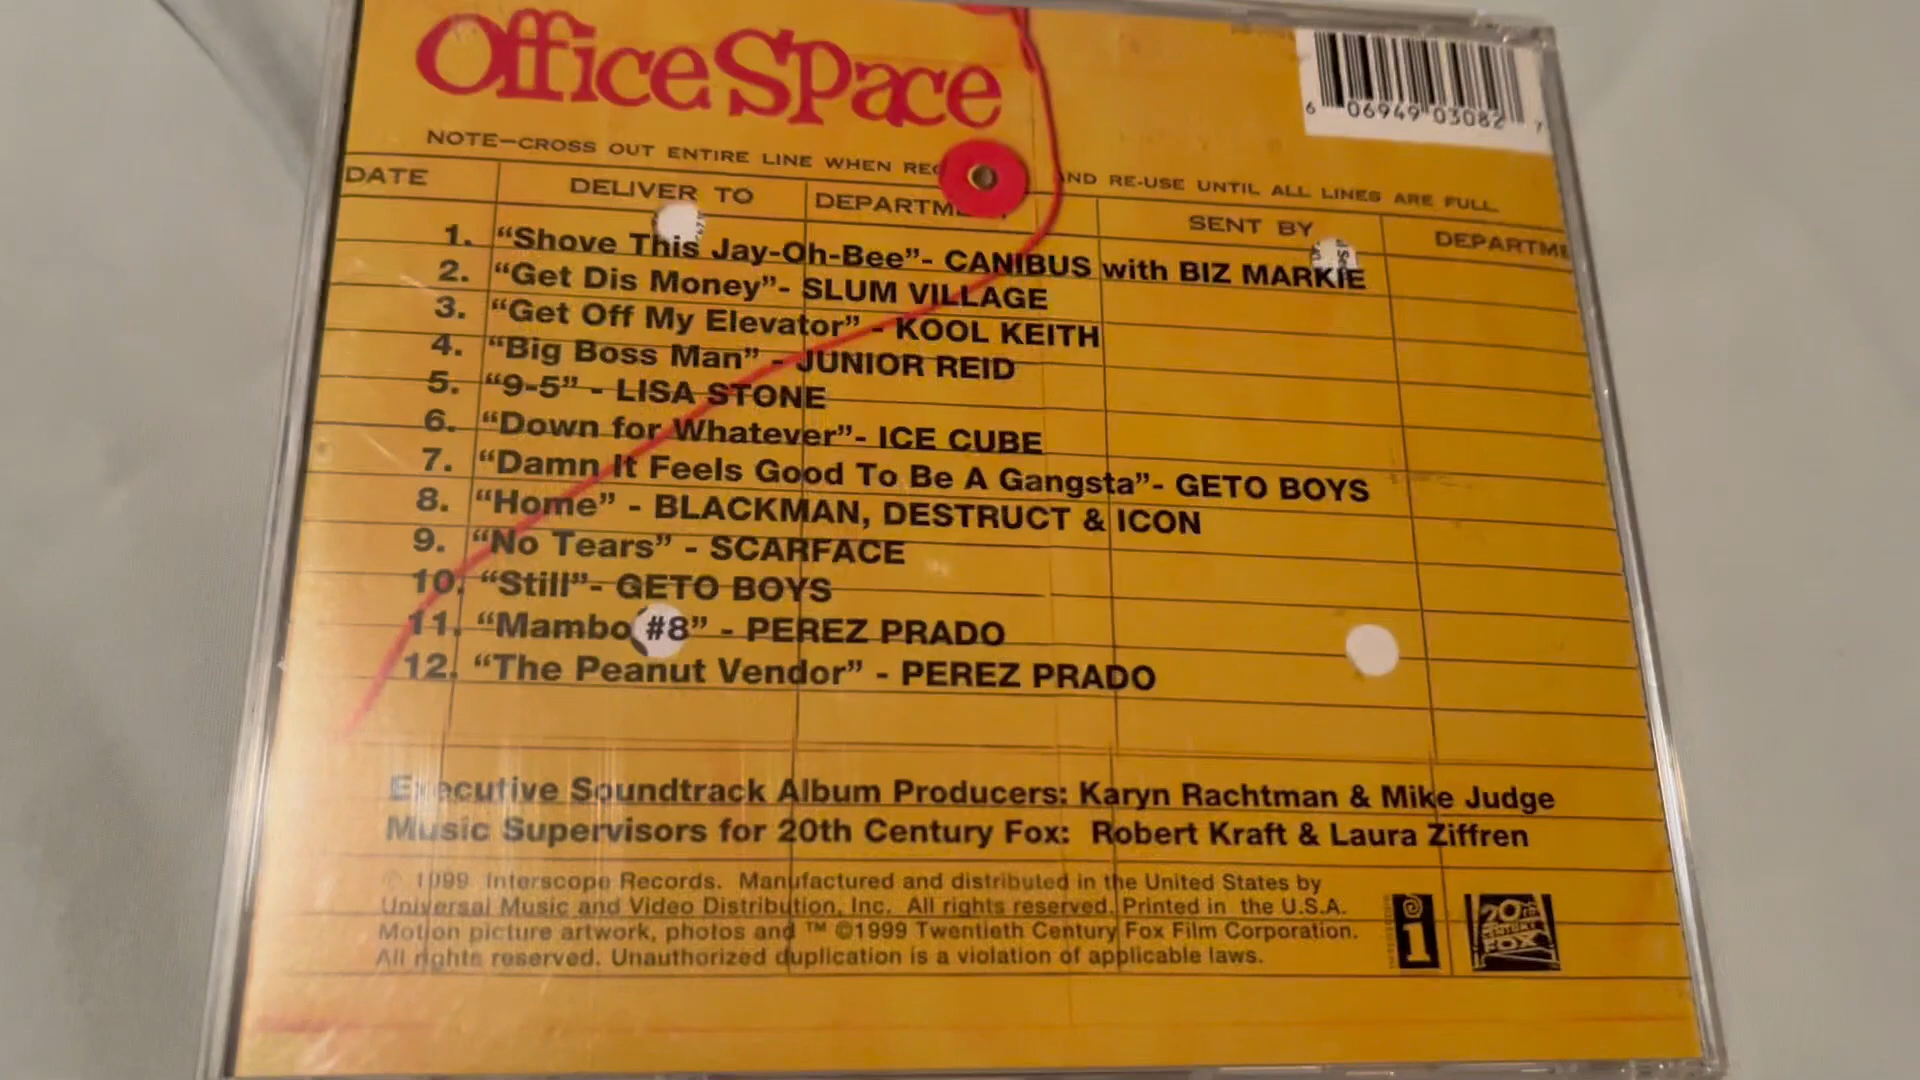 Office Space
6 06949 03082 7
NOTE—CROSS OUT ENTIRE LINE WHEN AND RE-USE UNTIL ALL LINES ARE FULL.
DATE DELIVER TO SENT BY
1. “Shove This Jay-Oh-Bee”- CANIBUS with BIZ MARKIE
2. “Get Dis Money”- SLUM VILLAGE
3. “Get Off My Elevator” - KOOL KEITH
4. “Big Boss Man” - JUNIOR REID
5. “9-5” - LISA STONE
6. “Down for Whatever”- ICE CUBE
7. “Damn It Feels Good To Be A Gangsta”- GETO BOYS
8. “Home” - BLACKMAN, DESTRUCT & ICON
9. “No Tears” - SCARFACE
10. “Still”- GETO BOYS
11. “Mambo #8” - PEREZ PRADO
12. “The Peanut Vendor” - PEREZ PRADO
Executive Soundtrack Album Producers: Karyn Rachtman & Mike Judge
Music Supervisors for 20th Century Fox: Robert Kraft & Laura Ziffren
© 1999 Interscope Records. Manufactured and distributed in the United States by
Universal Music and Video Distribution, Inc. All rights reserved. Printed in the U.S.A.
Motion picture artwork, photos and ™ ©1999 Twentieth Century Fox Film Corporation.
All rights reserved. Unauthorized duplication is a violation of applicable laws.
i
20th
CENTURY
FOX